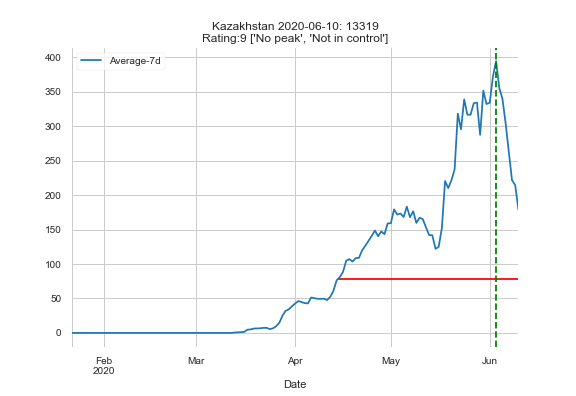 Kazakhstan 2020-06-10: 13319
Rating:9 ['No peak', 'Not in control']
Average-7d
400
350
300
250
200
150
100
50
0
Feb
2020
Mar
Apr
May
Jun
Date